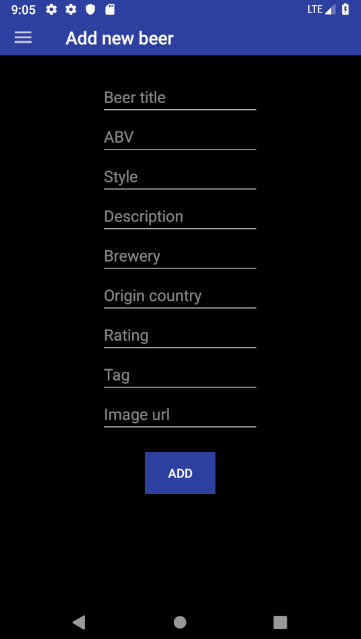 9:05
LTE
Add new beer
Beer title
ABV
Style
Description
Brewery
Origin country
Rating
Tag
Image url
ADD